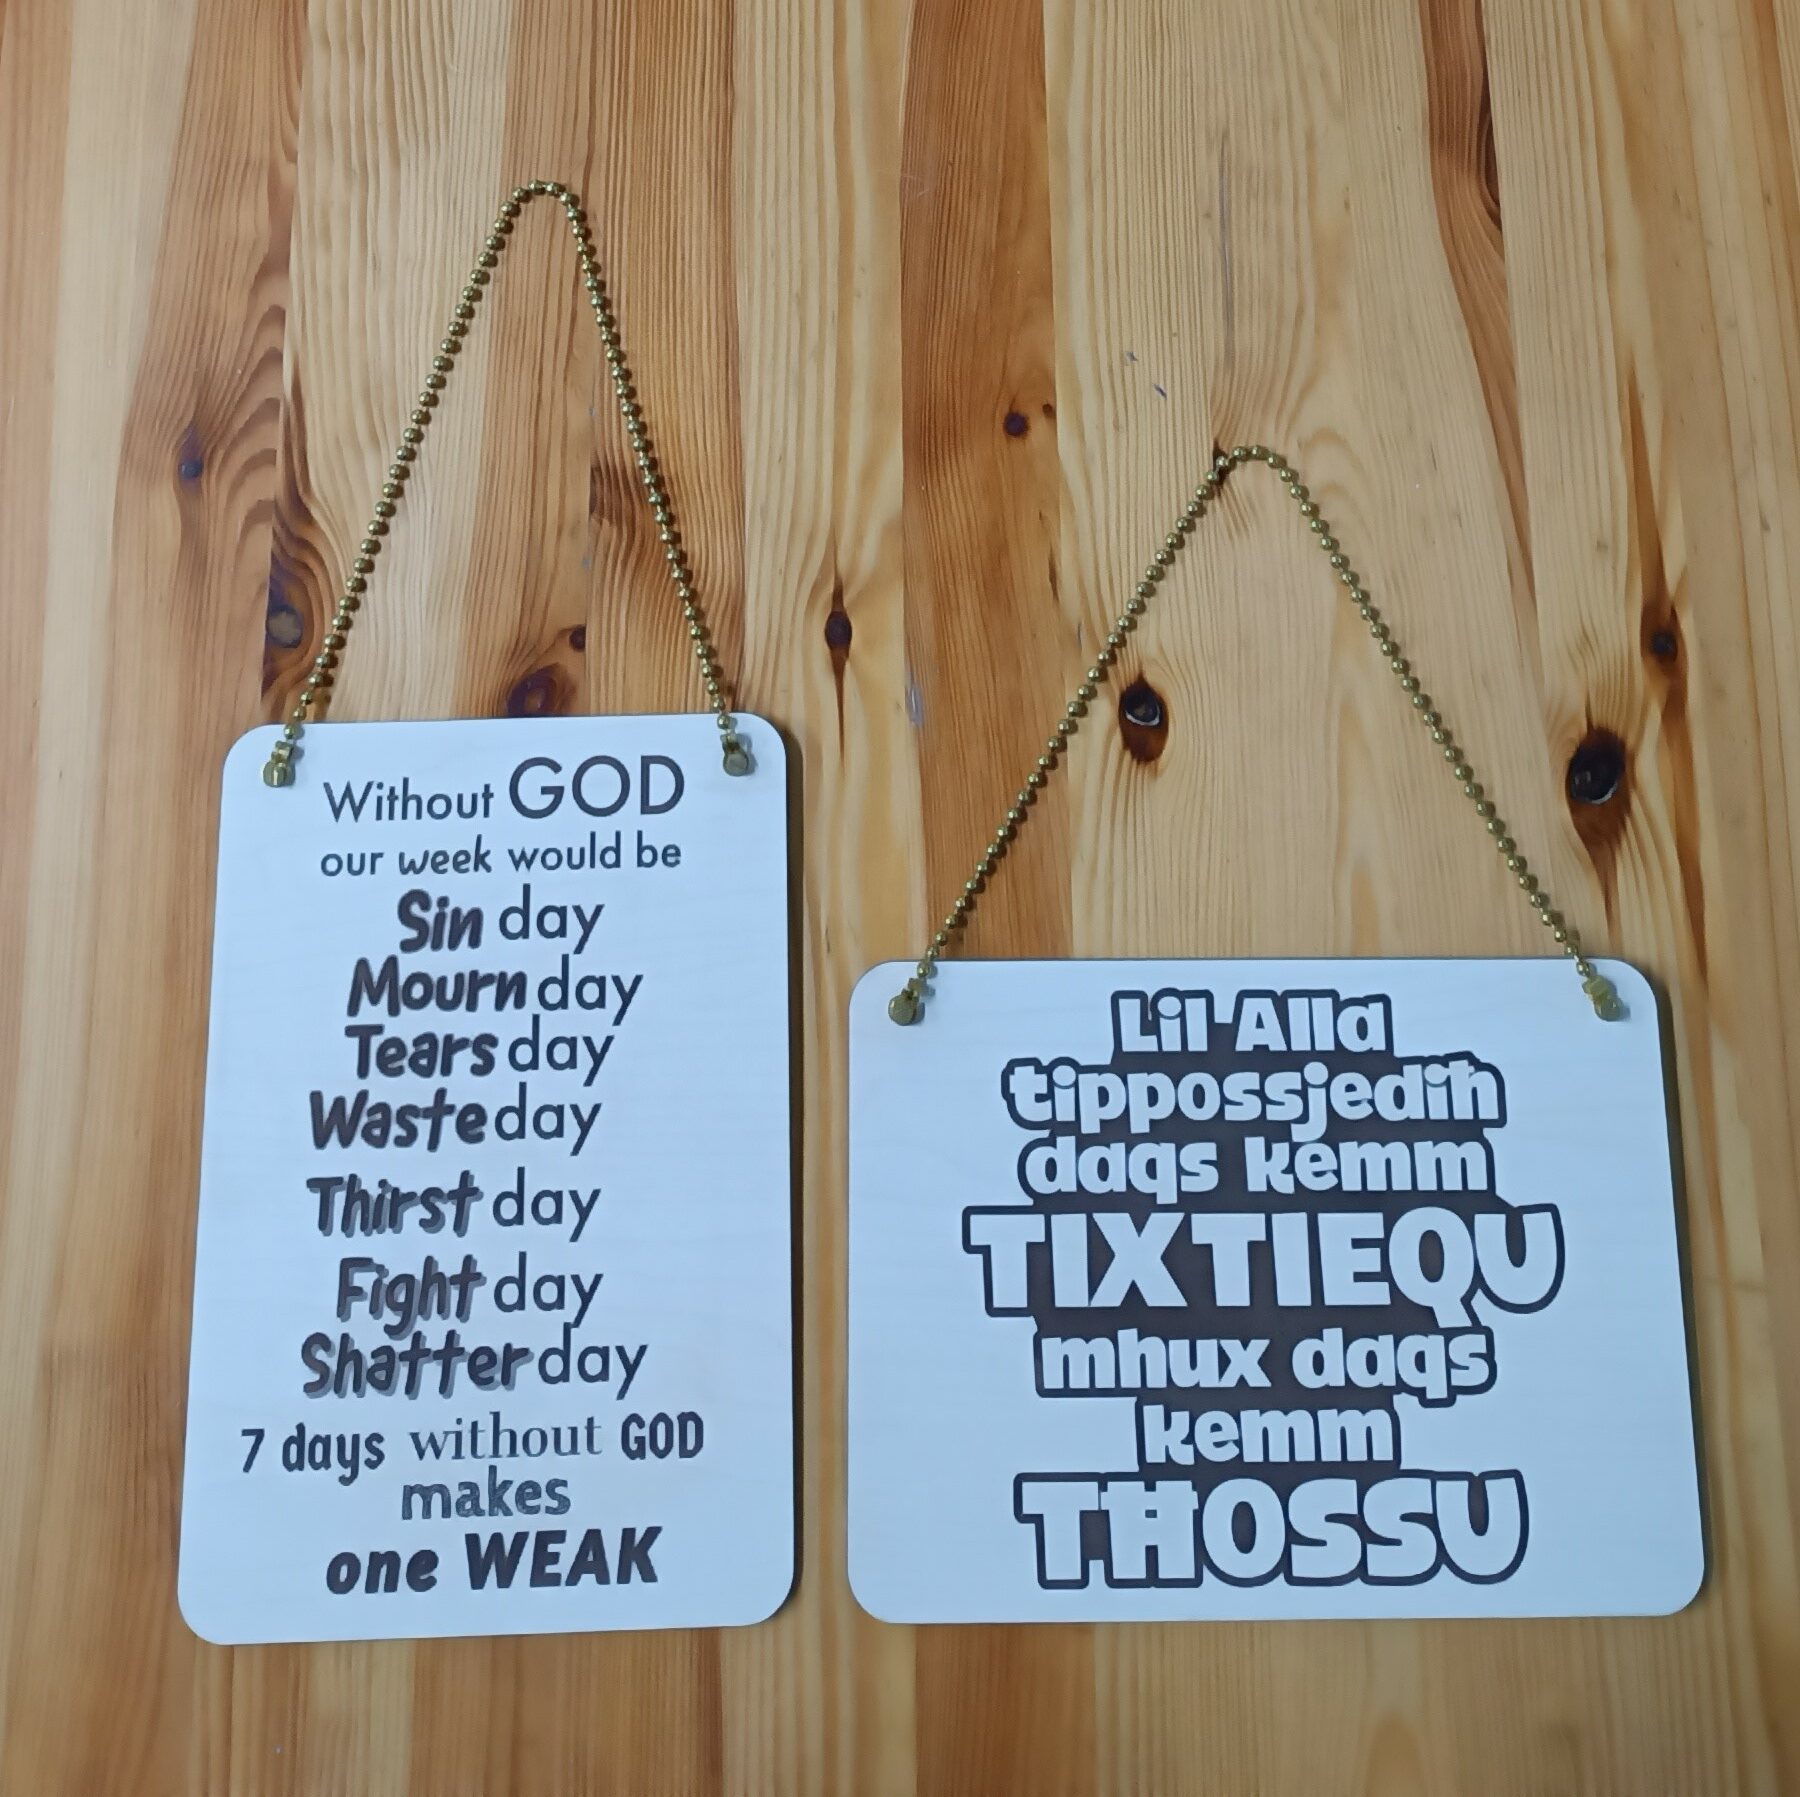 Without GOD
our week would be
Sin day
Mourn day
Tears day
Waste day
Thirst day
Fight day
Shatter day
7 days without GOD
makes
one WEAK
Lil Alla
tippossjedih
daqs kemm
TIXTIEQU
mhux daqs
kemm
TĦOSSU